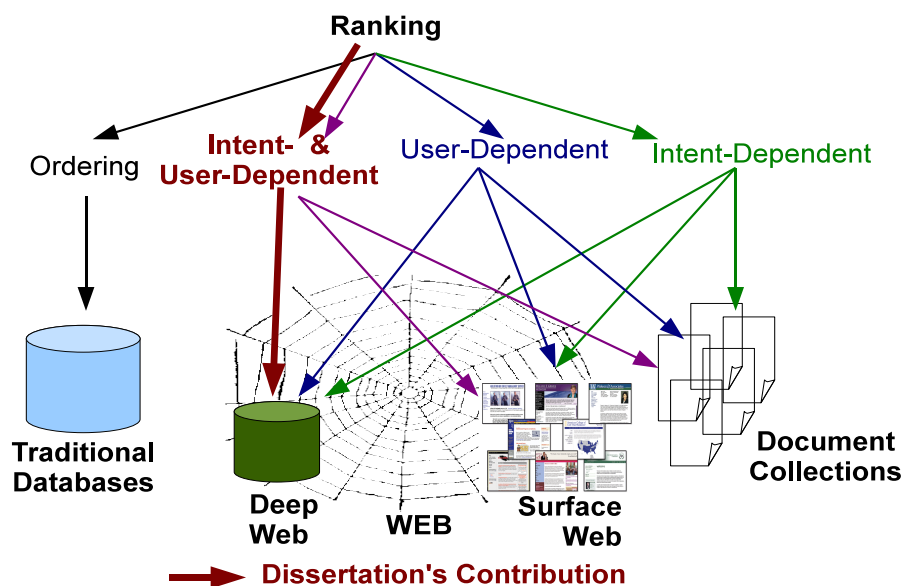 Ranking
Ordering
Intent- &
User-Dependent
User-Dependent
Intent-Dependent
Traditional
Databases
Deep
Web
WEB
Surface
Web
Document
Collections
Dissertation's Contribution